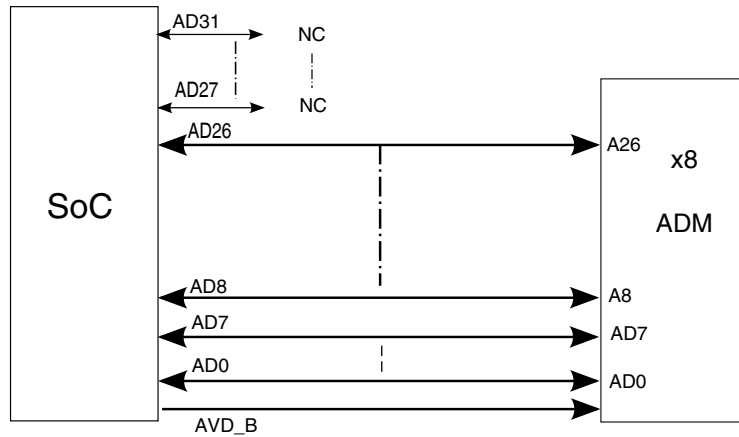 AD31 NC
AD27 NC
AD26 A26
x8
SoC
ADM
AD8 A8
AD7 AD7
AD0 AD0
AVD_B